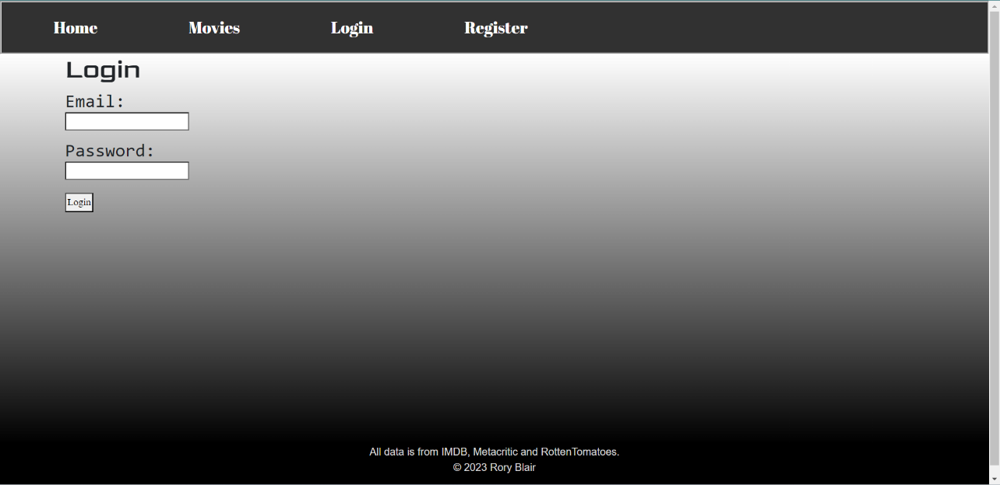 Home Movies Login Register
Login
Email:
Password:
Login
All data is from IMDB, Metacritic and RottenTomatoes.
© 2023 Rory Blair